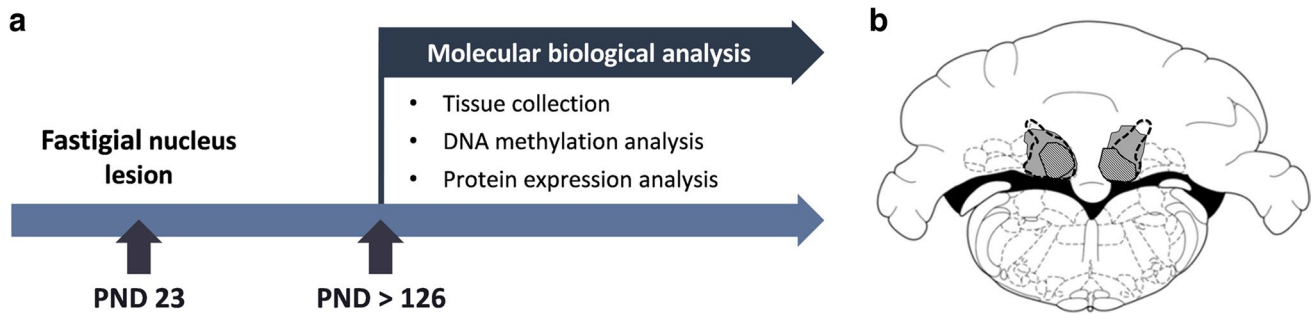 a
Molecular biological analysis
• Tissue collection
• DNA methylation analysis
• Protein expression analysis
Fastigial nucleus
lesion
PND 23
PND > 126
b